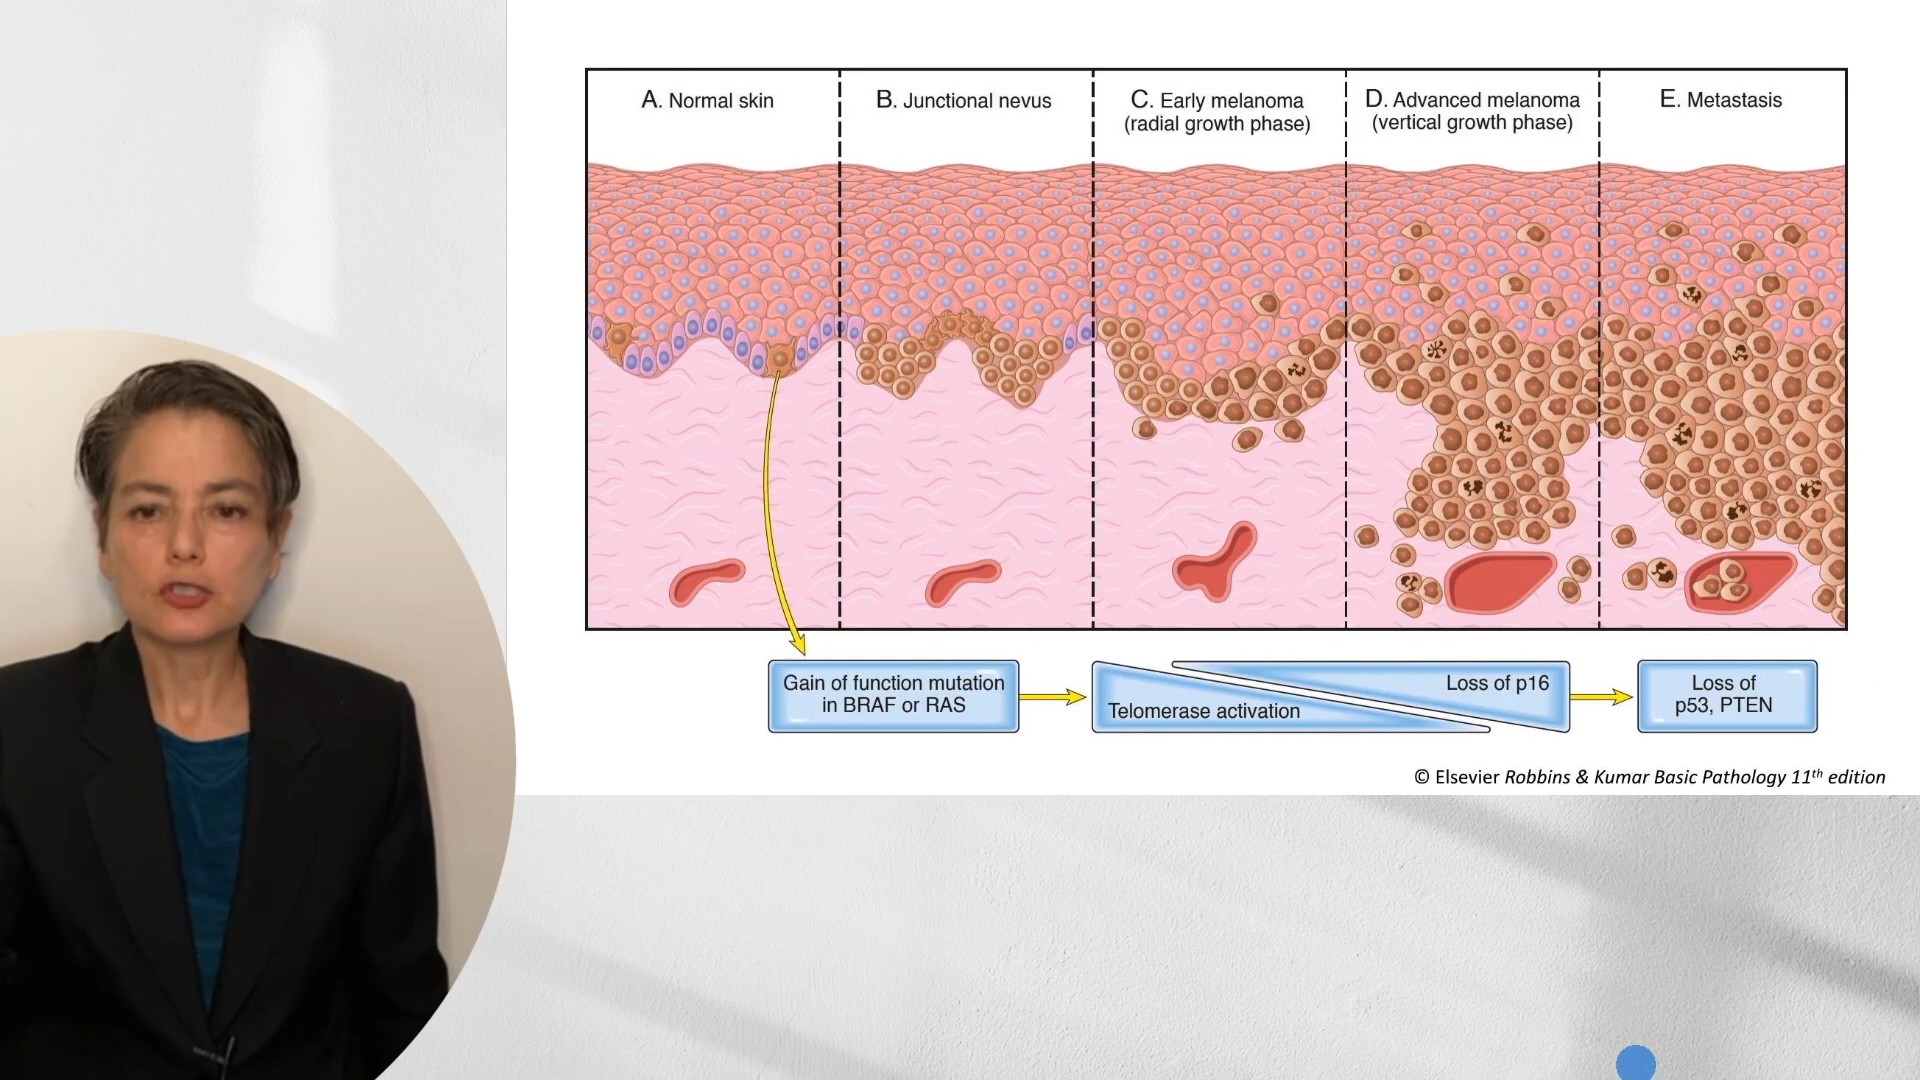 A. Normal skin
B. Junctional nevus
C. Early melanoma
(radial growth phase)
D. Advanced melanoma
(vertical growth phase)
E. Metastasis
Gain of function mutation
in BRAF or RAS
Telomerase activation
Loss of p16
Loss of
p53, PTEN
© Elsevier Robbins & Kumar Basic Pathology 11th edition